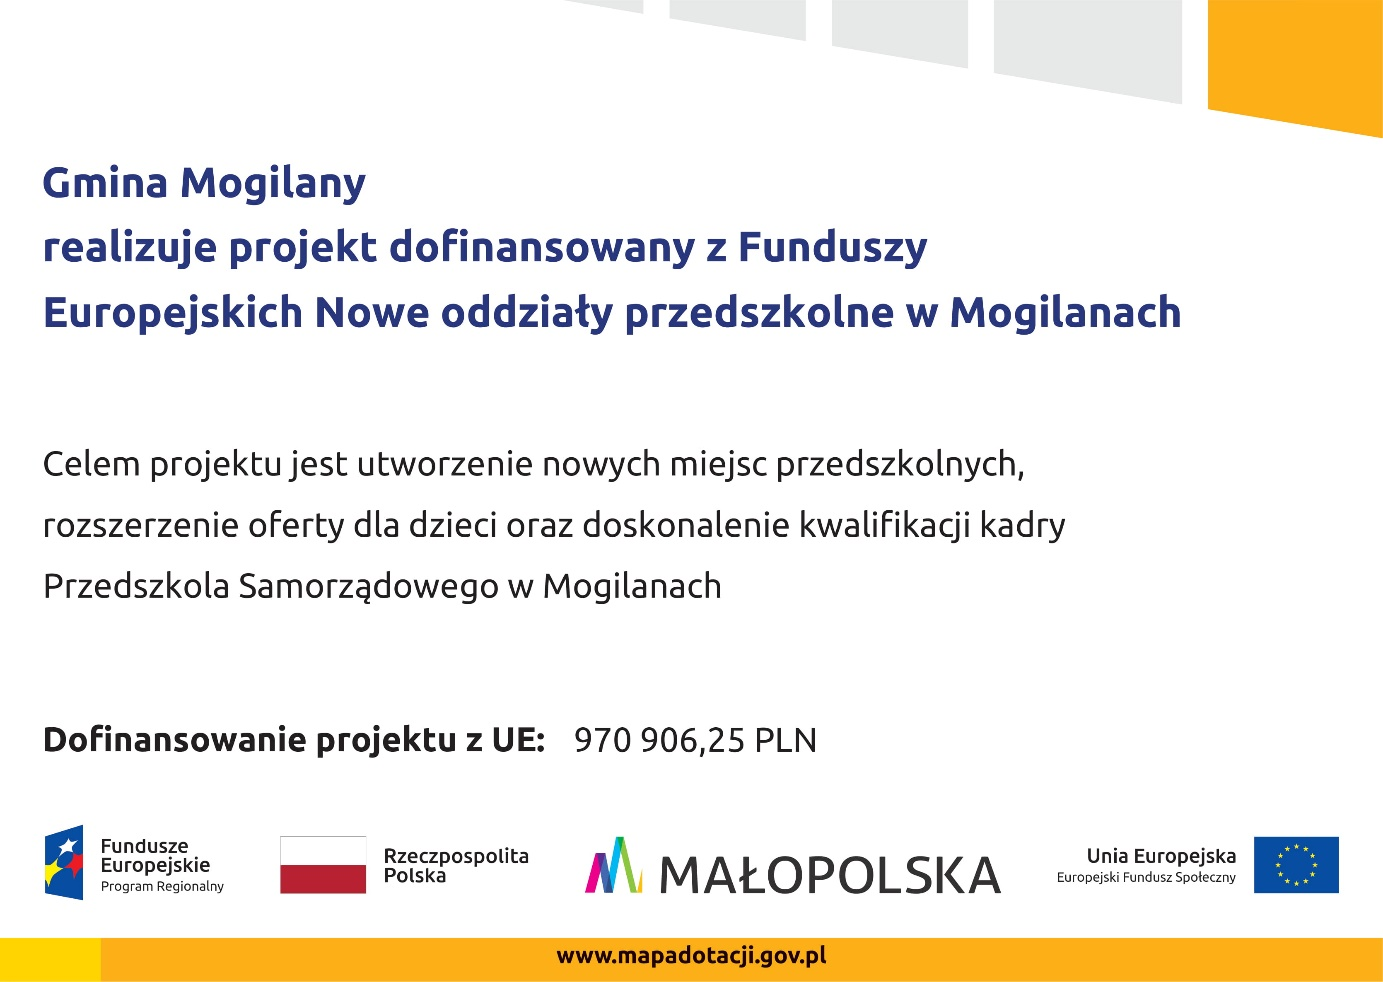 Gmina Mogilany
realizuje projekt dofinansowany z Funduszy
Europejskich Nowe oddziały przedszkolne w Mogilanach
Celem projektu jest utworzenie nowych miejsc przedszkolnych,
rozszerzenie oferty dla dzieci oraz doskonalenie kwalifikacji kadry
Przedszkola Samorządowego w Mogilanach
Dofinansowanie projektu z UE: 970 906,25 PLN
Fundusze
Europejskie
Program Regionalny
Rzeczpospolita
Polska
MAŁOPOLSKA
Unia Europejska
Europejski Fundusz Społeczny
www.mapadotacji.gov.pl